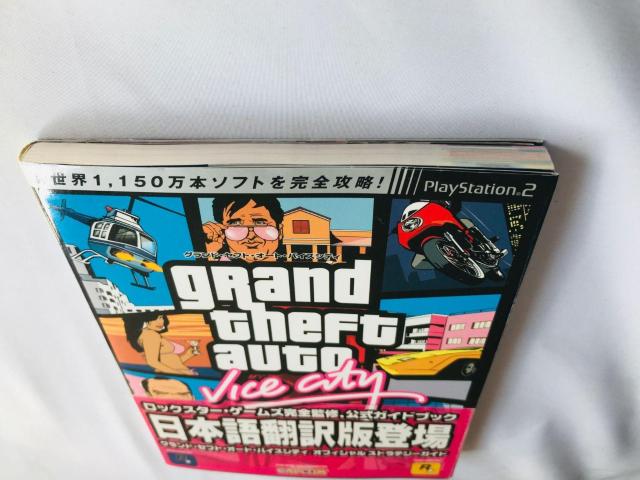 世界1,150万本ソフトを完全攻略!
PlayStation®2
グランド・セフト・オート・バイスシティ
grand
theft
auto
Vice City
ロックスター・ゲームズ完全監修、公式ガイドブック
日本語翻訳版登場
グランド・セフト・オート・バイスシティ オフィシャルストラテジーガイド
CAPCOM
R